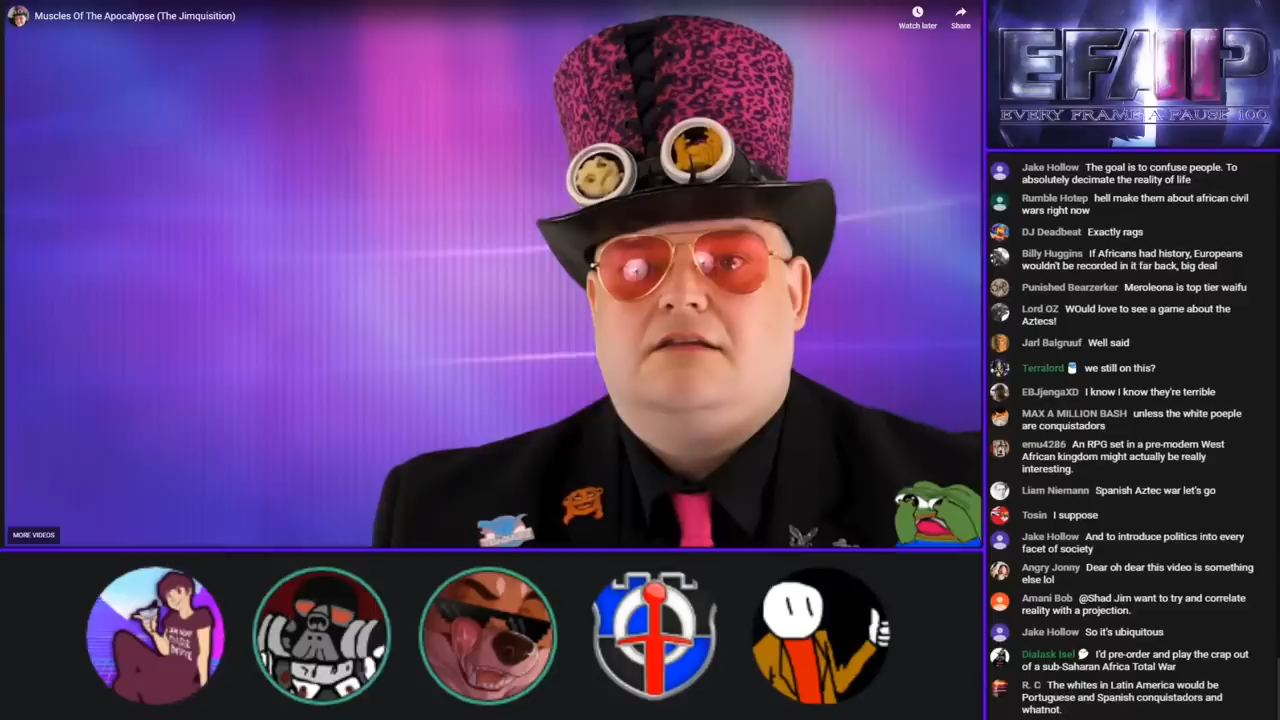 Muscles Of The Apocalypse (The Jimquisition)
Watch later
Share
MORE VIDEOS
EFAP
EVERY FRAME A PAUSE 100
Jake Hollow The goal is to confuse people. To
absolutely decimate the reality of life
Rumble Hotep hell make them about african civil
wars right now
DJ Deadbeat Exactly rags
Billy Huggins If Africans had history, Europeans
wouldn't be recorded in it far back, big deal
Punished Bearzerker Meroleona is top tier waifu
Lord OZ WOuld love to see a game about the
Aztecs!
Jarl Balgruuf Well said
Terralord we still on this?
EBJjengaXD I know I know they're terrible
MAX A MILLION BASH unless the white poeple
are conquistadors
emu4286 An RPG set in a pre-modern West
African kingdom might actually be really
interesting.
Liam Niemann Spanish Aztec war let's go
Tosin I suppose
Jake Hollow And to introduce politics into every
facet of society
Angry Jonny Dear oh dear this video is something
else lol
Amani Bob @Shad Jim want to try and correlate
reality with a projection.
Jake Hollow So it's ubiquitous
Dialask Isel I'd pre-order and play the crap out
of a sub-Saharan Africa Total War
R. C The whites in Latin America would be
Portuguese and Spanish conquistadors and
whatnot.